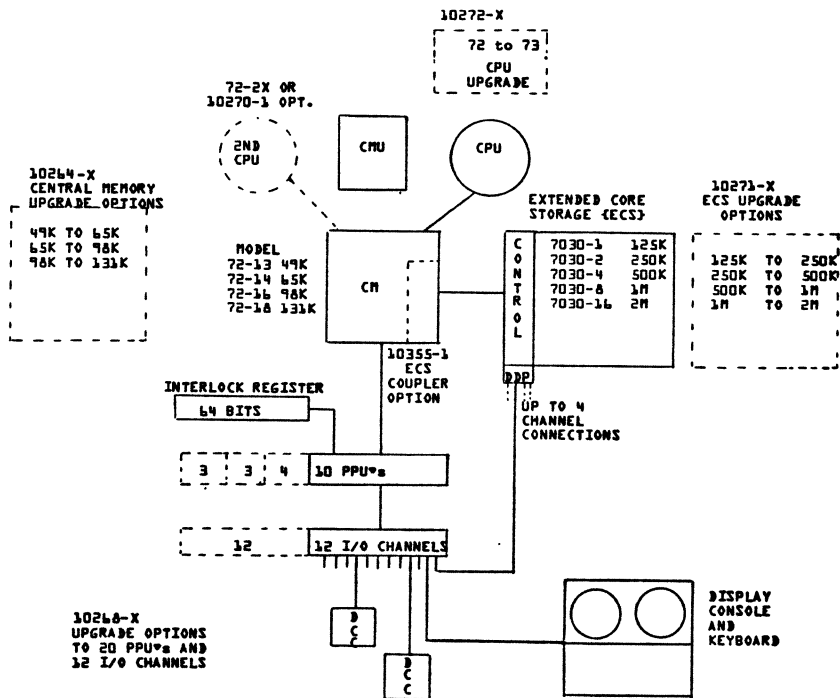 10272-X
72 to 73
CPU
UPGRADE
72-2X OR
10270-1 OPT.
2ND
CPU
CMU
CPU
10264-X
CENTRAL MEMORY
UPGRADE OPTIONS
49K TO 65K
65K TO 98K
98K TO 131K
MODEL
72-13 49K
72-14 65K
72-16 98K
72-18 131K
CM
10355-1
ECS
COUPLER
OPTION
EXTENDED CORE
STORAGE {ECS}
CONTROL
7030-1 125K
7030-2 250K
7030-4 500K
7030-8 1M
7030-16 2M
DDP
UP TO 4
CHANNEL
CONNECTIONS
10271-X
ECS UPGRADE
OPTIONS
125K TO 250K
250K TO 500K
500K TO 1M
1M TO 2M
INTERLOCK REGISTER
64 BITS
3 3 4 10 PPU▾s
12 12 I/O CHANNELS
DCC
DCC
10268-X
UPGRADE OPTIONS
TO 20 PPU▾s AND
12 I/O CHANNELS
DISPLAY
CONSOLE
AND
KEYBOARD